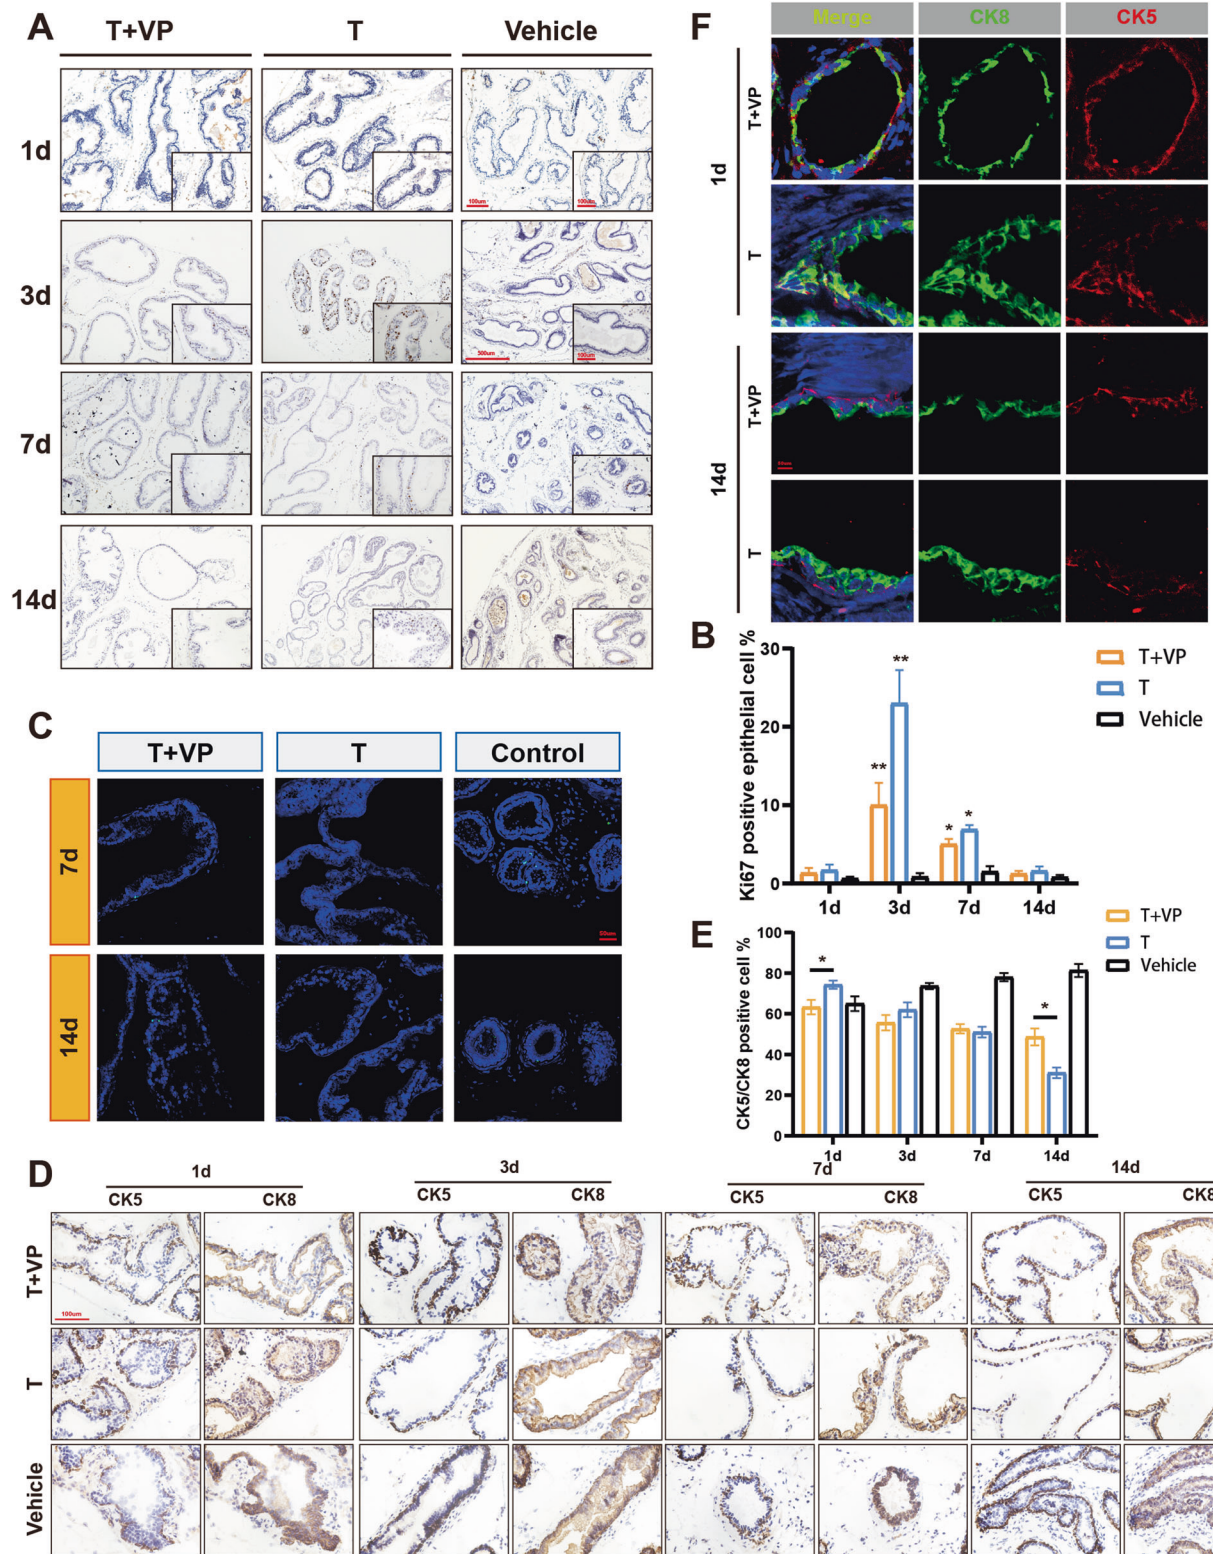 A
T+VP
T
Vehicle
1d
100um
100um
3d
500um
100um
7d
14d
F
Merge
CK8
CK5
1d
T+VP
T
14d
T+VP
T
B
Ki67 positive epithelial cell %
30
20
10
0
**
**
*
*
1d
3d
7d
14d
T+VP
T
Vehicle
C
T+VP
T
Control
7d
50um
14d
E
CK5/CK8 positive cell %
100
80
60
40
20
0
*
*
1d
3d
7d
14d
T+VP
T
Vehicle
D
1d
3d
7d
14d
CK5
CK8
CK5
CK8
CK5
CK8
CK5
CK8
T+VP
100um
T
Vehicle